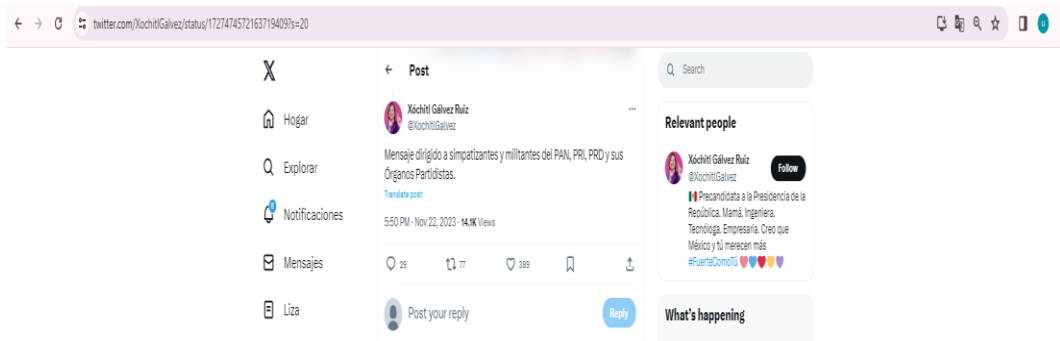 twitter.com/XochitlGalvez/status/1727474572163719409?s=20
Post
Search
Hogar
Explorar
Notificaciones
Mensajes
Liza
Xóchitl Gálvez Ruiz
@XochitlGalvez
Mensaje dirigido a simpatizantes y militantes del PAN, PRI, PRD y sus
Órganos Partidistas.
Translate post
5:50 PM · Nov 22, 2023 · 14.1K Views
29 77 389
Post your reply
Reply
Relevant people
Xóchitl Gálvez Ruiz
@XochitlGalvez
Follow
Precandidata a la Presidencia de la
República. Mamá. Ingeniera.
Tecnóloga. Empresaria. Creo que
México y tú merecen más
#FuerteComoTú
What's happening